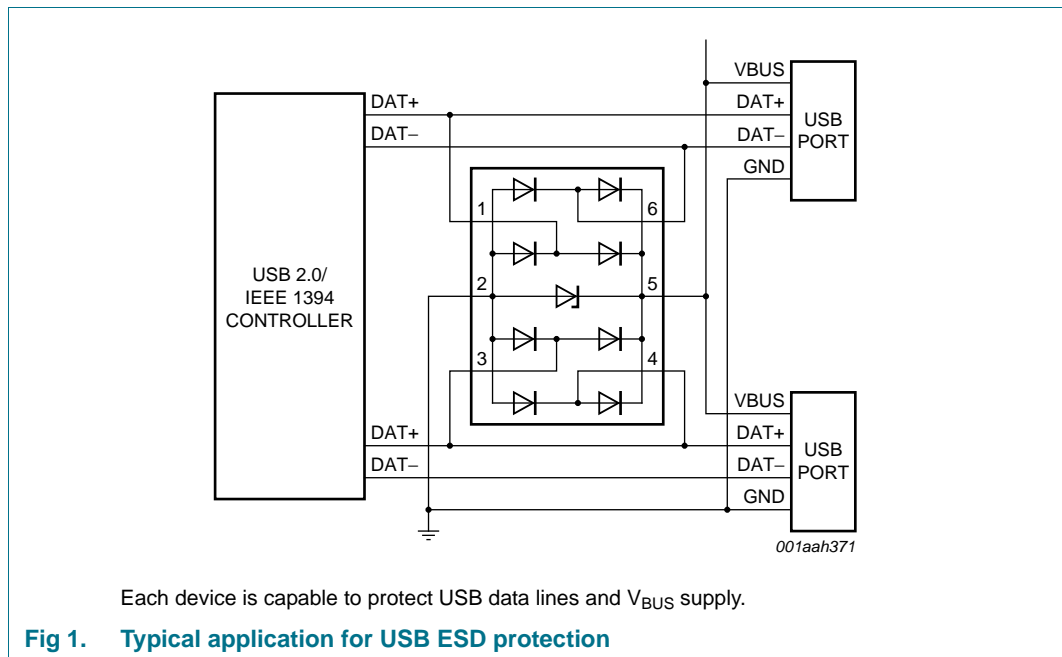 VBUS
DAT+
DAT−
GND
USB
PORT
DAT+
DAT−
1
6
2
5
3
4
USB 2.0/
IEEE 1394
CONTROLLER
DAT+
DAT−
VBUS
DAT+
DAT−
GND
USB
PORT
001aah371
Each device is capable to protect USB data lines and VBUS supply.
Fig 1. Typical application for USB ESD protection